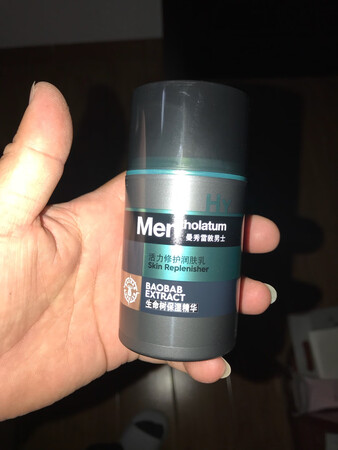 Mentholatum
曼秀雷敦男士
活力修护润肤乳
Skin Replenisher
BAOBAB
EXTRACT
生命树保湿精华